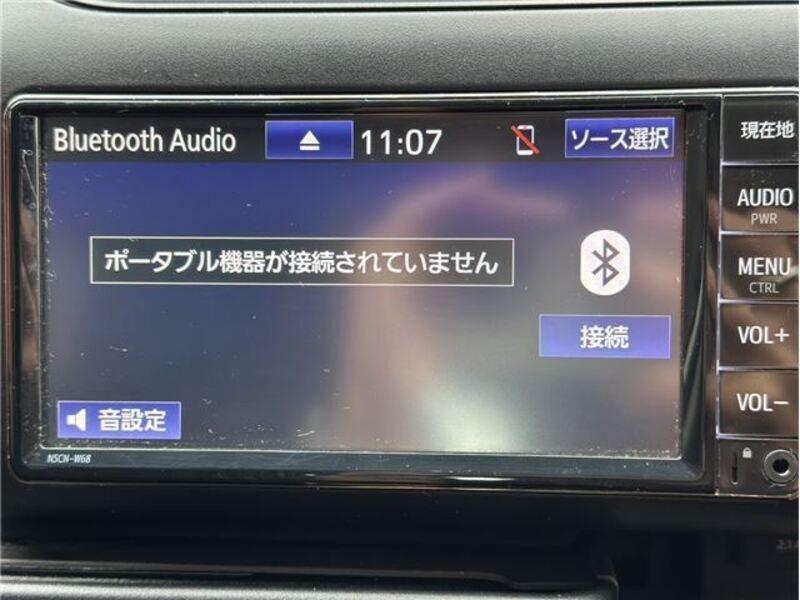 Bluetooth Audio
11:07
ソース選択
現在地
AUDIO
PWR
ポータブル機器が接続されていません
MENU
CTRL
接続
VOL+
VOL-
音設定
NSCN-W68